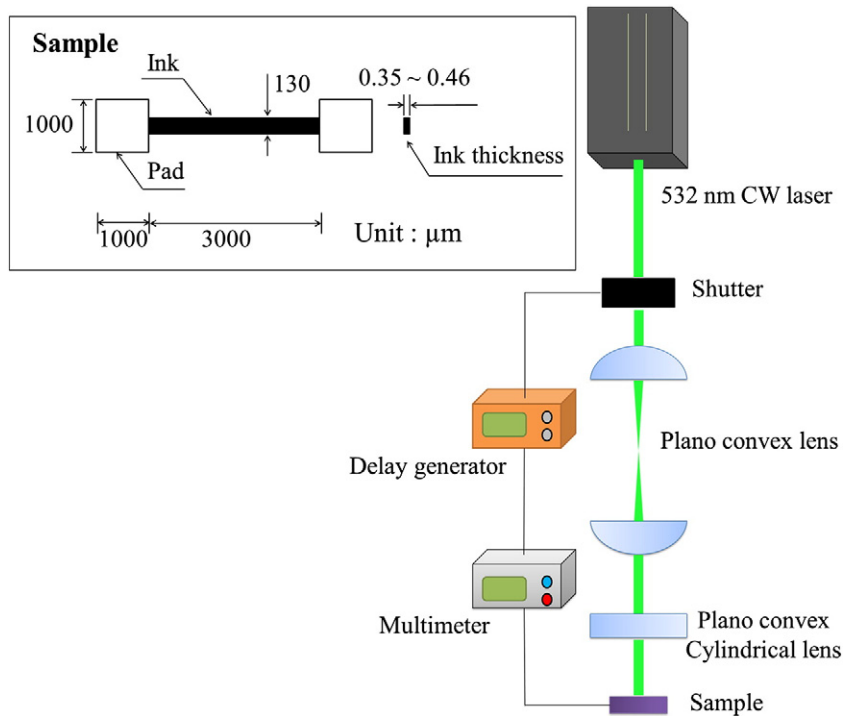 Sample
Ink
130
0.35 ~ 0.46
1000
Pad
Ink thickness
1000
3000
Unit : µm
532 nm CW laser
Shutter
Plano convex lens
Delay generator
Multimeter
Plano convex
Cylindrical lens
Sample